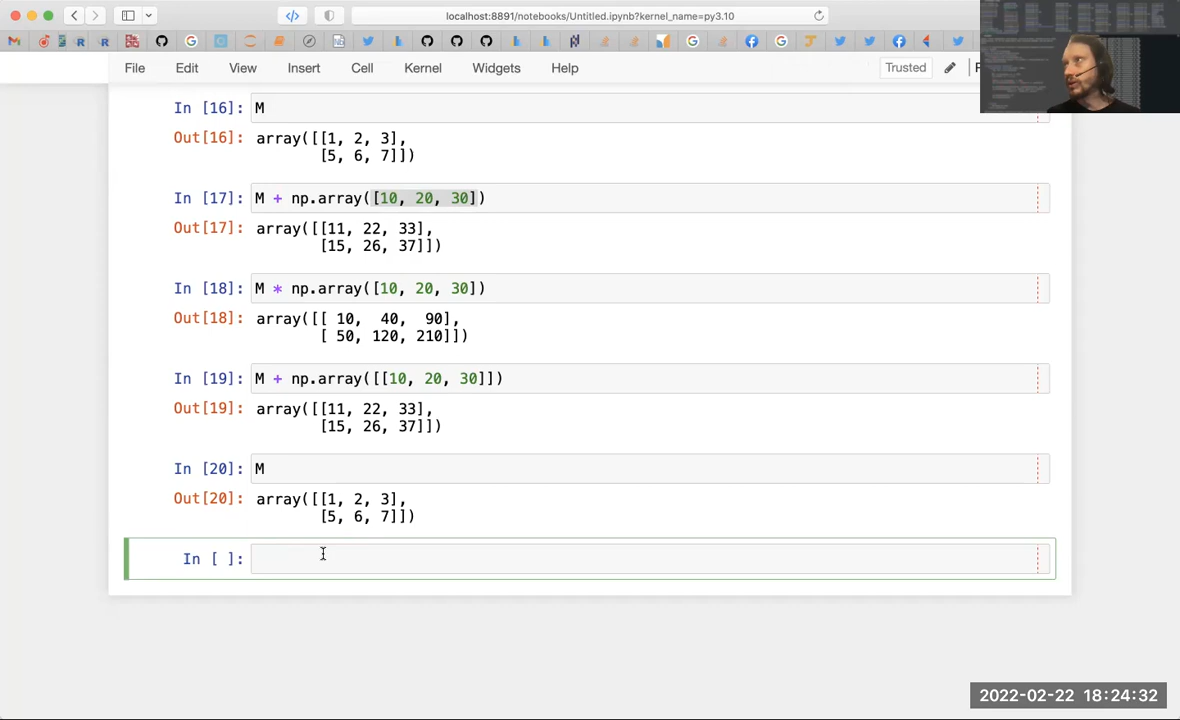 localhost:8891/notebooks/Untitled.ipynb?kernel_name=py3.10
File Edit View Insert Cell Kernel Widgets Help Trusted
In [16]: M
Out[16]: array([[1, 2, 3],
[5, 6, 7]])
In [17]: M + np.array([10, 20, 30])
Out[17]: array([[11, 22, 33],
[15, 26, 37]])
In [18]: M * np.array([10, 20, 30])
Out[18]: array([[ 10,  40,  90],
[ 50, 120, 210]])
In [19]: M + np.array([[10, 20, 30]])
Out[19]: array([[11, 22, 33],
[15, 26, 37]])
In [20]: M
Out[20]: array([[1, 2, 3],
[5, 6, 7]])
In [ ]:
2022-02-22 18:24:32